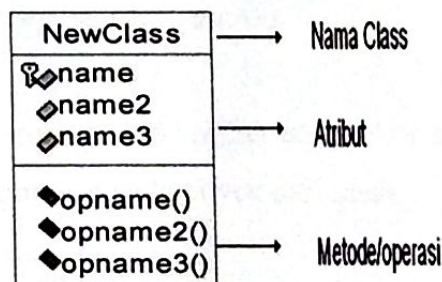 NewClass
Nama Class
name
name2
name3
Atribut
opname()
opname2()
opname3()
Metode/operasi